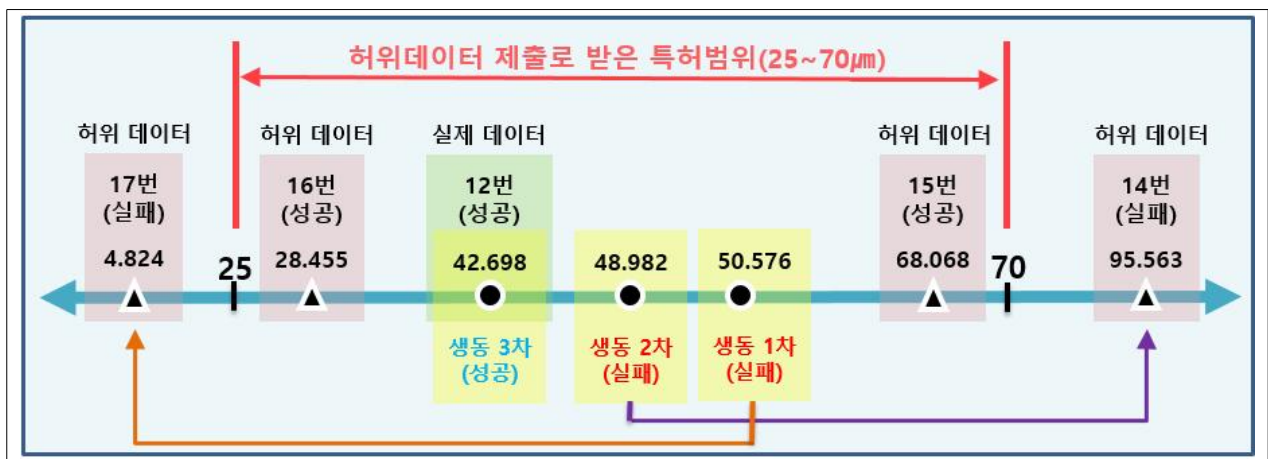 허위데이터 제출로 받은 특허범위(25~70㎛)
허위 데이터
17번
(실패)
4.824
25
허위 데이터
16번
(성공)
28.455
실제 데이터
12번
(성공)
42.698
생동 3차
(성공)
48.982
생동 2차
(실패)
50.576
생동 1차
(실패)
허위 데이터
15번
(성공)
68.068
70
허위 데이터
14번
(실패)
95.563